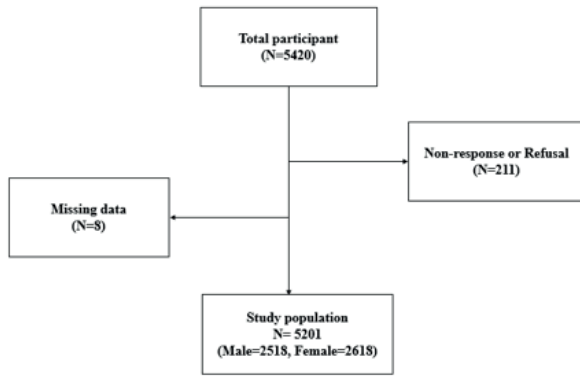 Total participant
(N=5420)
Non-response or Refusal
(N=211)
Missing data
(N=8)
Study population
N= 5201
(Male=2518, Female=2618)